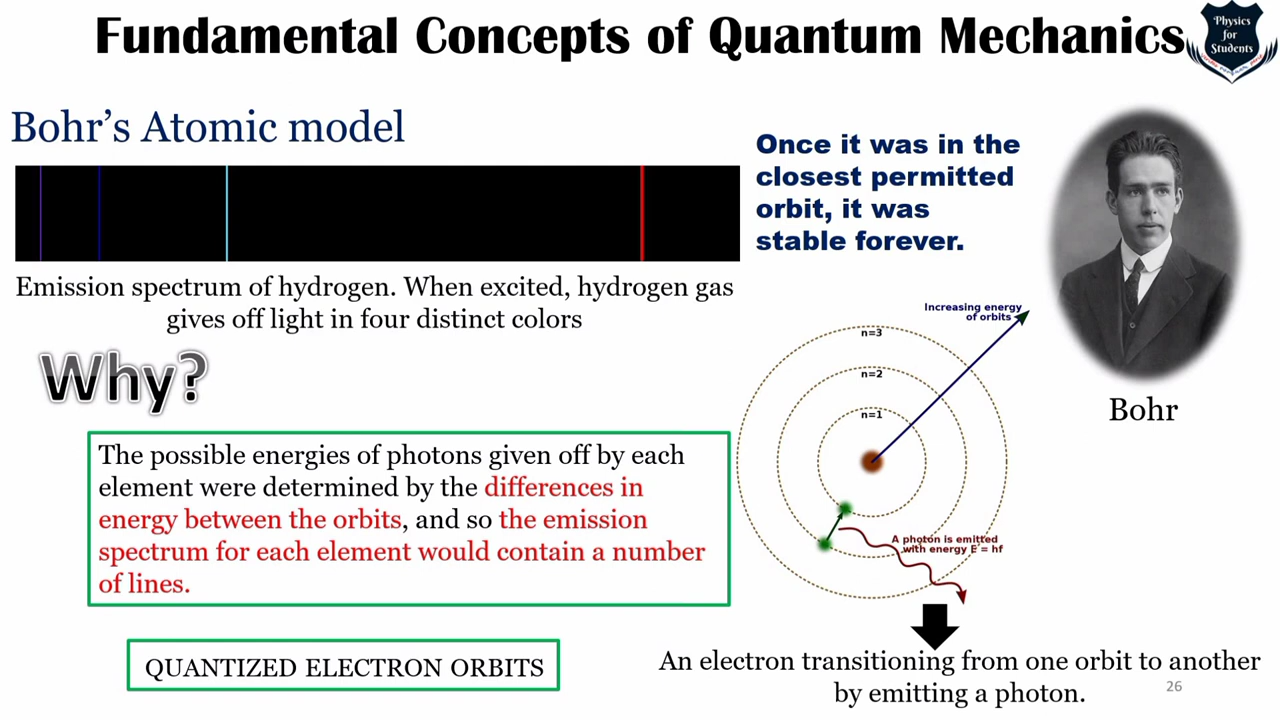 Fundamental Concepts of Quantum Mechanics
Physics
for
Students
Bohr's Atomic model
Once it was in the
closest permitted
orbit, it was
stable forever.
Emission spectrum of hydrogen. When excited, hydrogen gas
gives off light in four distinct colors
Why?
Increasing energy
of orbits
n=3
n=2
n=1
Bohr
The possible energies of photons given off by each
element were determined by the differences in
energy between the orbits, and so the emission
spectrum for each element would contain a number
of lines.
A photon is emitted
with energy E = hf
QUANTIZED ELECTRON ORBITS
An electron transitioning from one orbit to another
by emitting a photon.
26